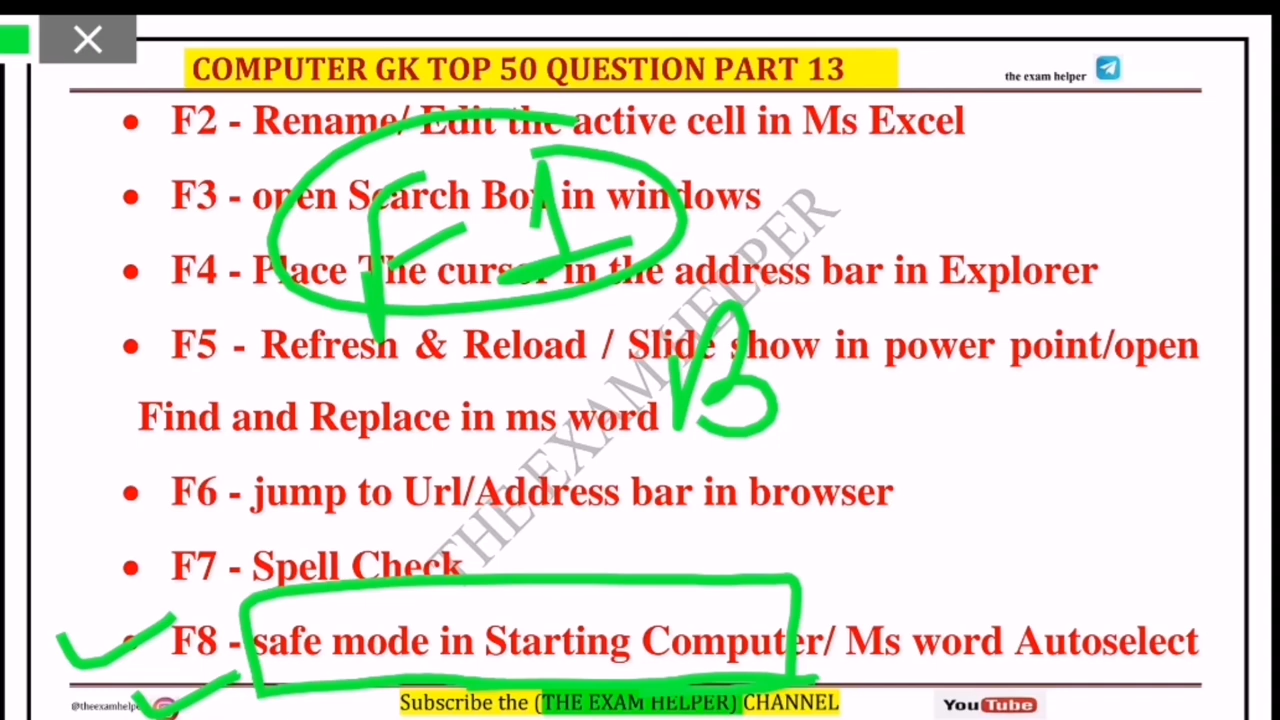 COMPUTER GK TOP 50 QUESTION PART 13
the exam helper
• F2 - Rename/ Edit the active cell in Ms Excel
• F3 - open Search Box in windows
• F4 - Place The cursor in the address bar in Explorer
• F5 - Refresh & Reload / Slide show in power point/open
Find and Replace in ms word
• F6 - jump to Url/Address bar in browser
• F7 - Spell Check
• F8 - safe mode in Starting Computer/ Ms word Autoselect
F1
B
THE EXAM HELPER
@theexamhelpe
Subscribe the (THE EXAM HELPER) CHANNEL
YouTube